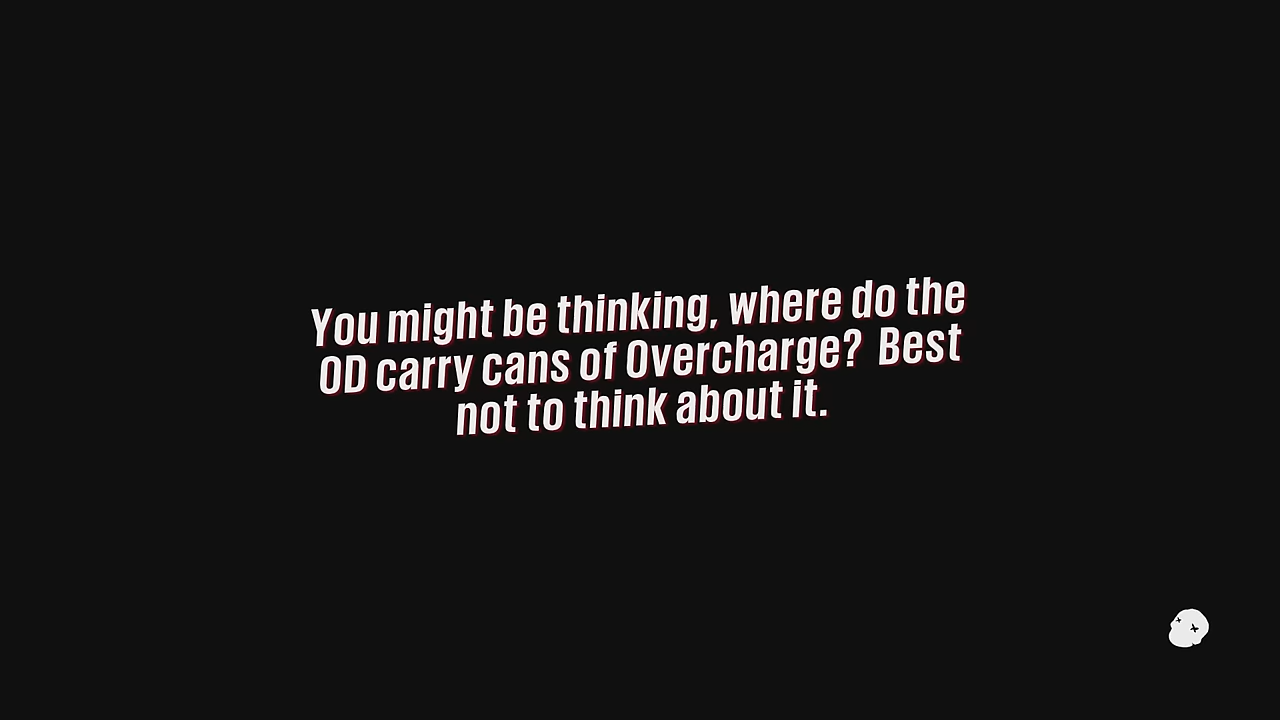 You might be thinking, where do the
OD carry cans of Overcharge? Best
not to think about it.